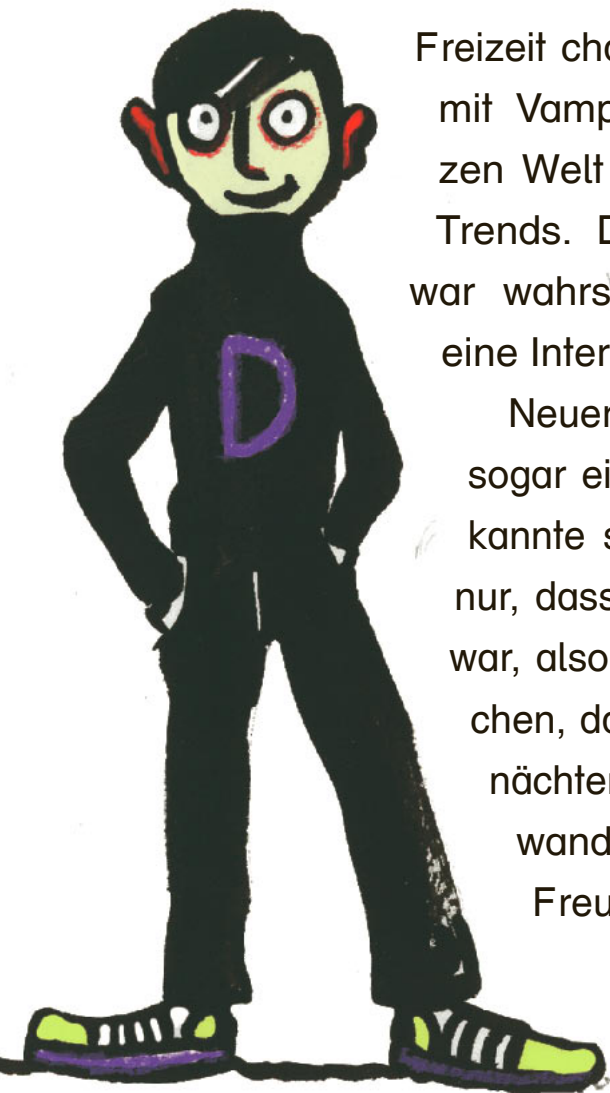 D
Freizeit cha
mit Vamp
zen Welt
Trends. D
war wahrs
eine Inter
Neuer
sogar ei
kannte s
nur, dass
war, also
chen, da
nächter
wand
Freu